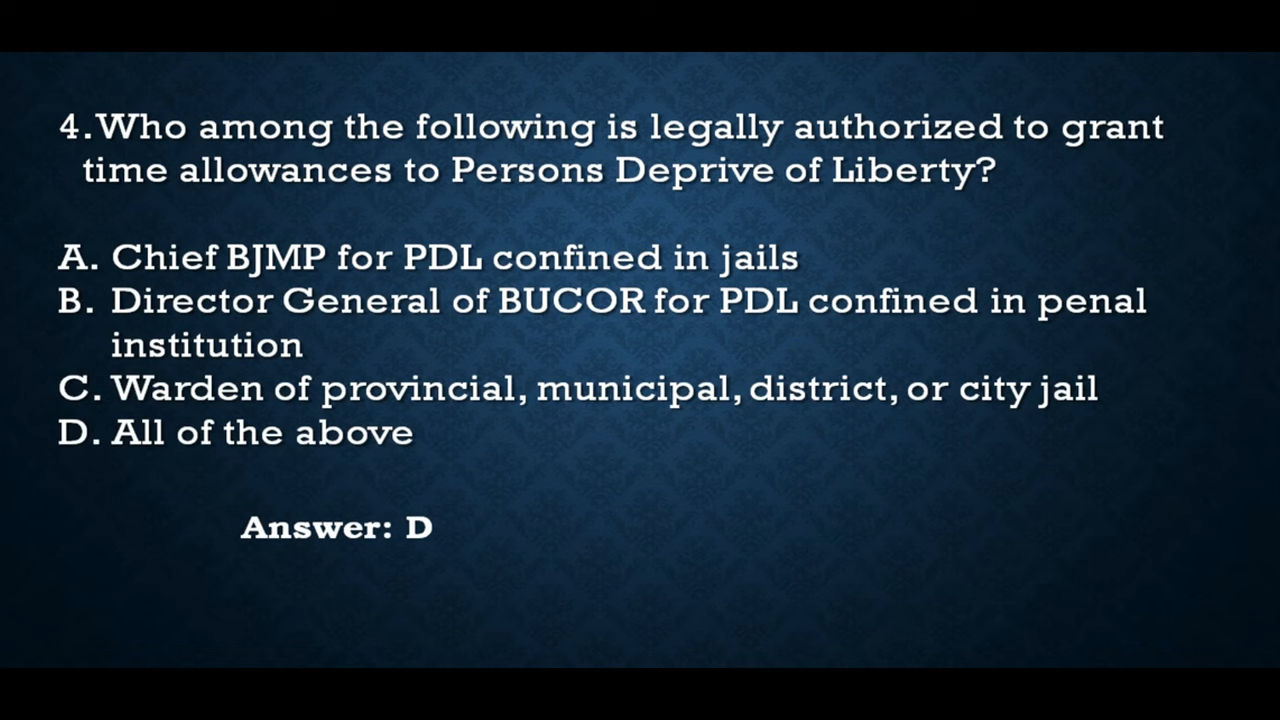 4.Who among the following is legally authorized to grant
time allowances to Persons Deprive of Liberty?
A. Chief BJMP for PDL confined in jails
B. Director General of BUCOR for PDL confined in penal
institution
C. Warden of provincial, municipal, district, or city jail
D. All of the above
Answer: D